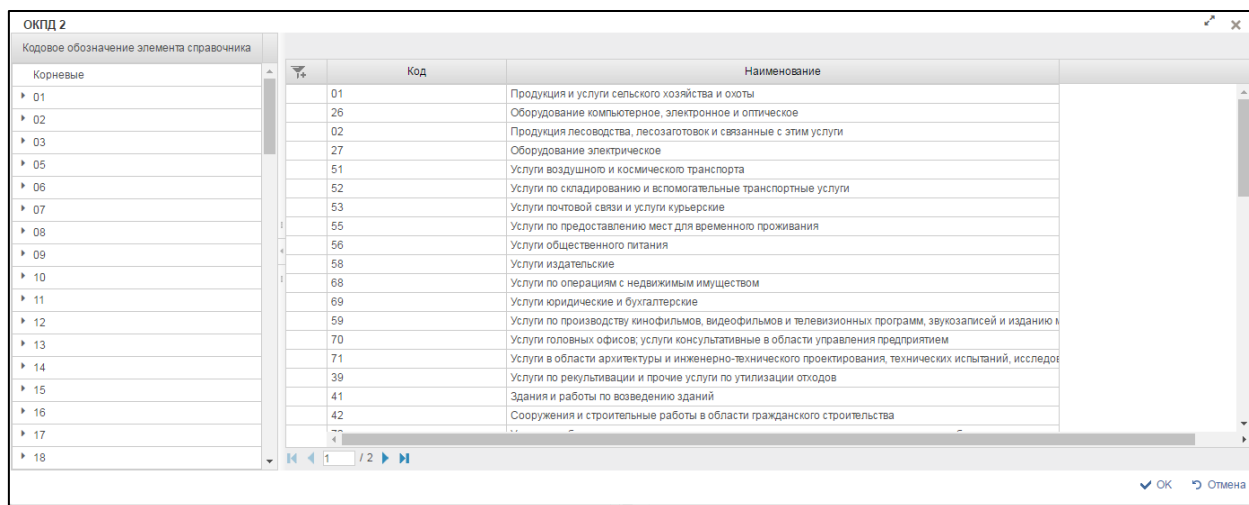 ОКПД 2
Кодовое обозначение элемента справочника
Корневые
01
02
03
05
06
07
08
09
10
11
12
13
14
15
16
17
18
Код Наименование
01 Продукция и услуги сельского хозяйства и охоты
26 Оборудование компьютерное, электронное и оптическое
02 Продукция лесоводства, лесозаготовок и связанные с этим услуги
27 Оборудование электрическое
51 Услуги воздушного и космического транспорта
52 Услуги по складированию и вспомогательные транспортные услуги
53 Услуги почтовой связи и услуги курьерские
55 Услуги по предоставлению мест для временного проживания
56 Услуги общественного питания
58 Услуги издательские
68 Услуги по операциям с недвижимым имуществом
69 Услуги юридические и бухгалтерские
59 Услуги по производству кинофильмов, видеофильмов и телевизионных программ, звукозаписей и изданию
70 Услуги головных офисов; услуги консультативные в области управления предприятием
71 Услуги в области архитектуры и инженерно-технического проектирования, технических испытаний, исследов
39 Услуги по рекультивации и прочие услуги по утилизации отходов
41 Здания и работы по возведению зданий
42 Сооружения и строительные работы в области гражданского строительства
1 / 2
ОК Отмена